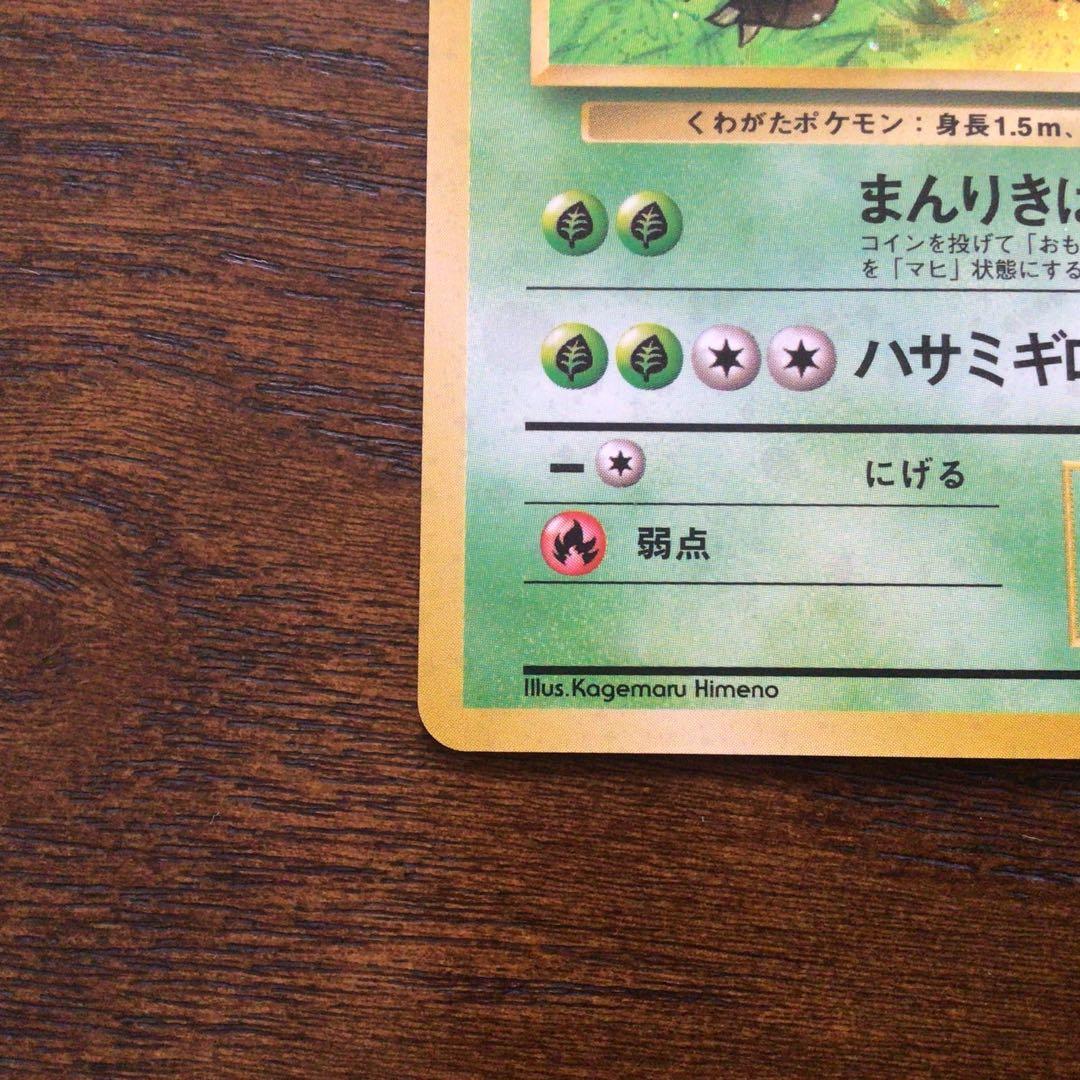 くわがたポケモン：身長1.5m、
まんりきは
コインを投げて「おも
を「マヒ」状態にする
ハサミギロ
ー にげる
弱点
Illus.Kagemaru Himeno